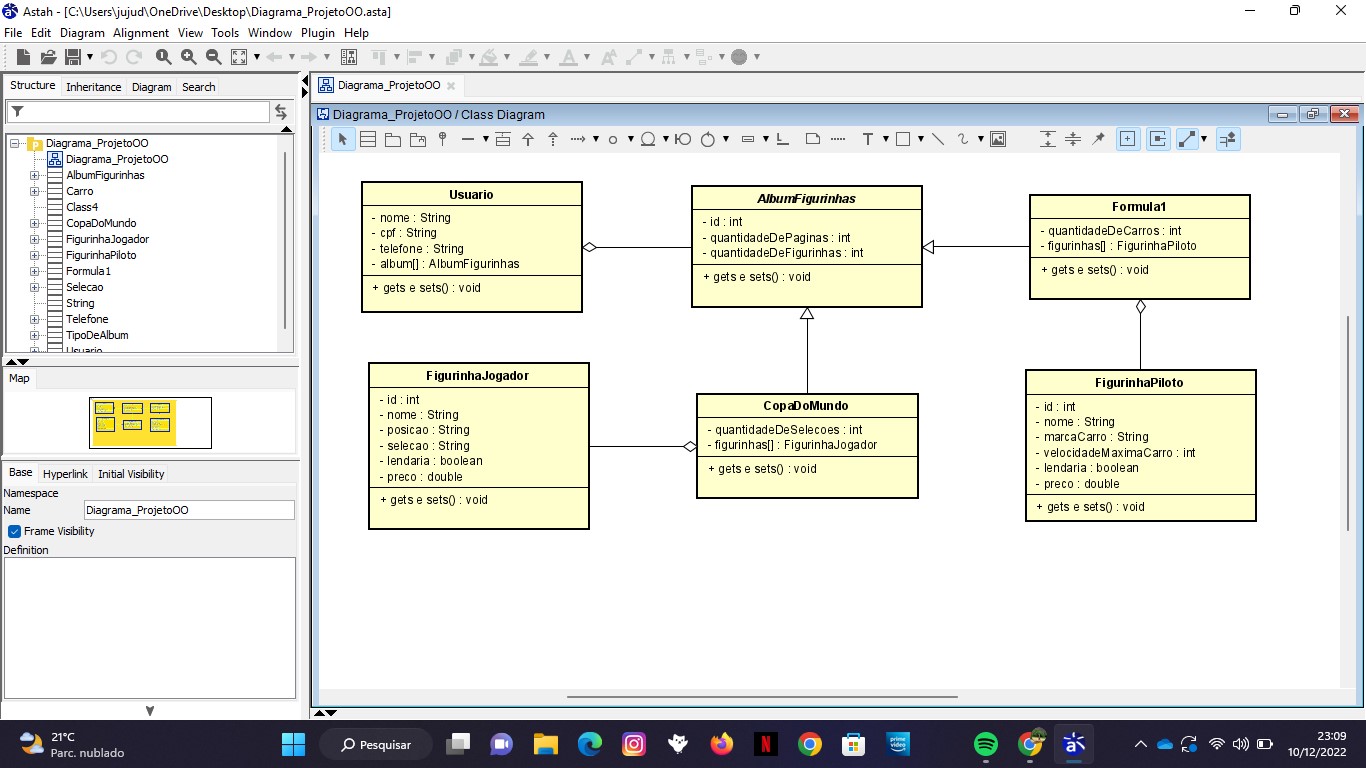 Astah - [C:\Users\jujud\OneDrive\Desktop\Diagrama_ProjetoOO.asta]
File Edit Diagram Alignment View Tools Window Plugin Help
Structure Inheritance Diagram Search
Diagrama_ProjetoOO
Diagrama_ProjetoOO
AlbumFigurinhas
Carro
Class4
CopaDoMundo
FigurinhaJogador
FigurinhaPiloto
Formula1
Selecao
String
Telefone
TipoDeAlbum
Usuario
Map
Base Hyperlink Initial Visibility
Namespace
Name Diagrama_ProjetoOO
Frame Visibility
Definition
Diagrama_ProjetoOO
Diagrama_ProjetoOO / Class Diagram
Usuario
- nome : String
- cpf : String
- telefone : String
- album[] : AlbumFigurinhas
+ gets e sets() : void
AlbumFigurinhas
- id : int
- quantidadeDePaginas : int
- quantidadeDeFigurinhas : int
+ gets e sets() : void
Formula1
- quantidadeDeCarros : int
- figurinhas[] : FigurinhaPiloto
+ gets e sets() : void
FigurinhaJogador
- id : int
- nome : String
- posicao : String
- selecao : String
- lendaria : boolean
- preco : double
+ gets e sets() : void
CopaDoMundo
- quantidadeDeSelecoes : int
- figurinhas[] : FigurinhaJogador
+ gets e sets() : void
FigurinhaPiloto
- id : int
- nome : String
- marcaCarro : String
- velocidadeMaximaCarro : int
- lendaria : boolean
- preco : double
+ gets e sets() : void
21°C
Parc. nublado
Pesquisar
prime video
23:09
10/12/2022